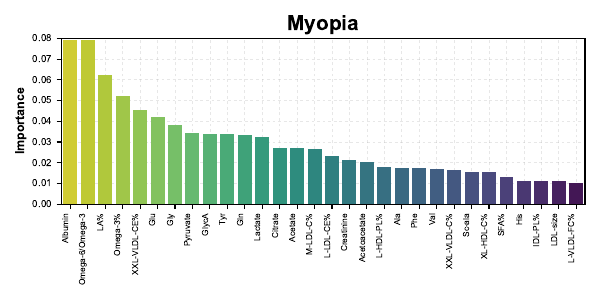 Myopia
Importance
0.08
0.07
0.06
0.05
0.04
0.03
0.02
0.01
0.00
Albumin
Omega-6/Omega-3
LA%
Omega-3%
XXL-VLDL-CE%
Glu
Gly
Pyruvate
GlycA
Tyr
Gln
Lactate
Citrate
Acetate
M-LDL-C%
L-LDL-CE%
Creatinine
Acetoacetate
L-HDL-PL%
Ala
Phe
Val
XXL-VLDL-C%
XL-HDL-C%
SFA%
His
IDL-PL%
LDL-size
L-VLDL-FC%